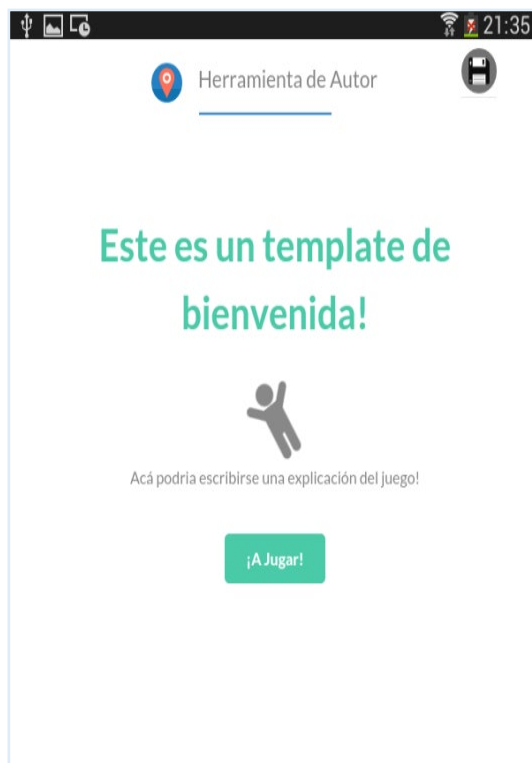 21:35
Herramienta de Autor
Este es un template de
bienvenida!
Acá podria escribirse una explicación del juego!
¡A Jugar!